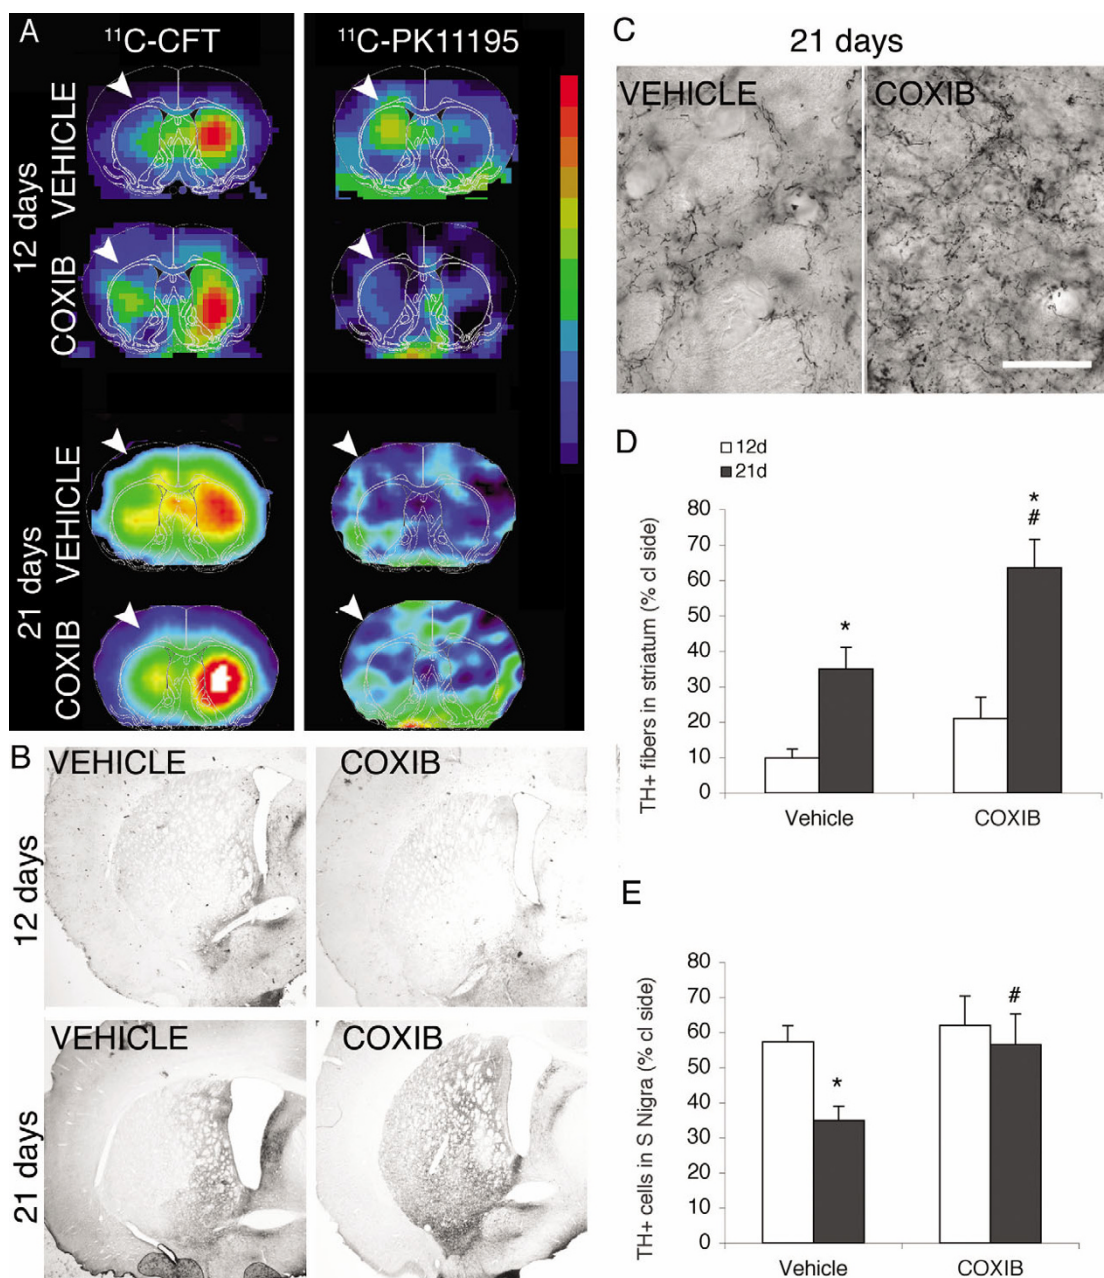 A
¹¹C-CFT
¹¹C-PK11195
12 days
VEHICLE
COXIB
21 days
VEHICLE
COXIB
B
VEHICLE
COXIB
12 days
VEHICLE
COXIB
21 days
C
21 days
VEHICLE
COXIB
D
12d
21d
TH+ fibers in striatum (% cl side)
80
70
60
50
40
30
20
10
0
*
*
#
Vehicle
COXIB
E
TH+ cells in S Nigra (% cl side)
80
70
60
50
40
30
20
10
0
*
#
Vehicle
COXIB